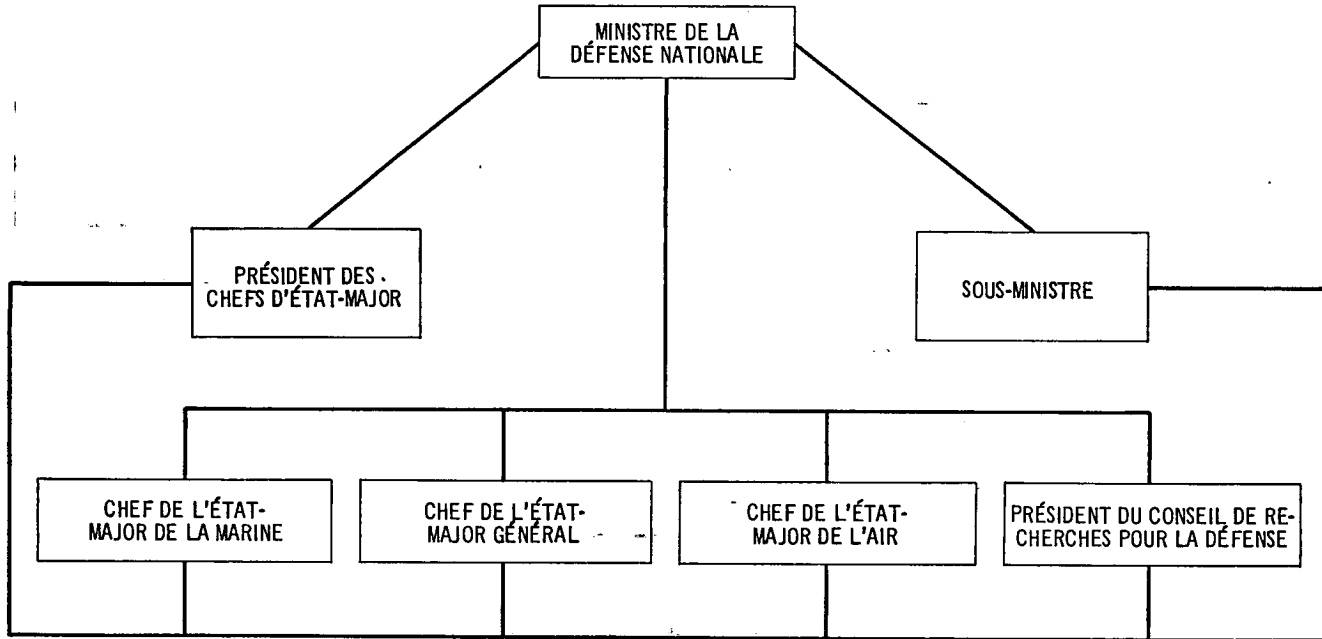 MINISTRE DE LA
DÉFENSE NATIONALE
PRÉSIDENT DES
CHEFS D'ÉTAT-MAJOR
SOUS-MINISTRE
CHEF DE L'ÉTAT-
MAJOR DE LA MARINE
CHEF DE L'ÉTAT-
MAJOR GÉNÉRAL
CHEF DE L'ÉTAT-
MAJOR DE L'AIR
PRÉSIDENT DU CONSEIL DE RE-
CHERCHES POUR LA DÉFENSE